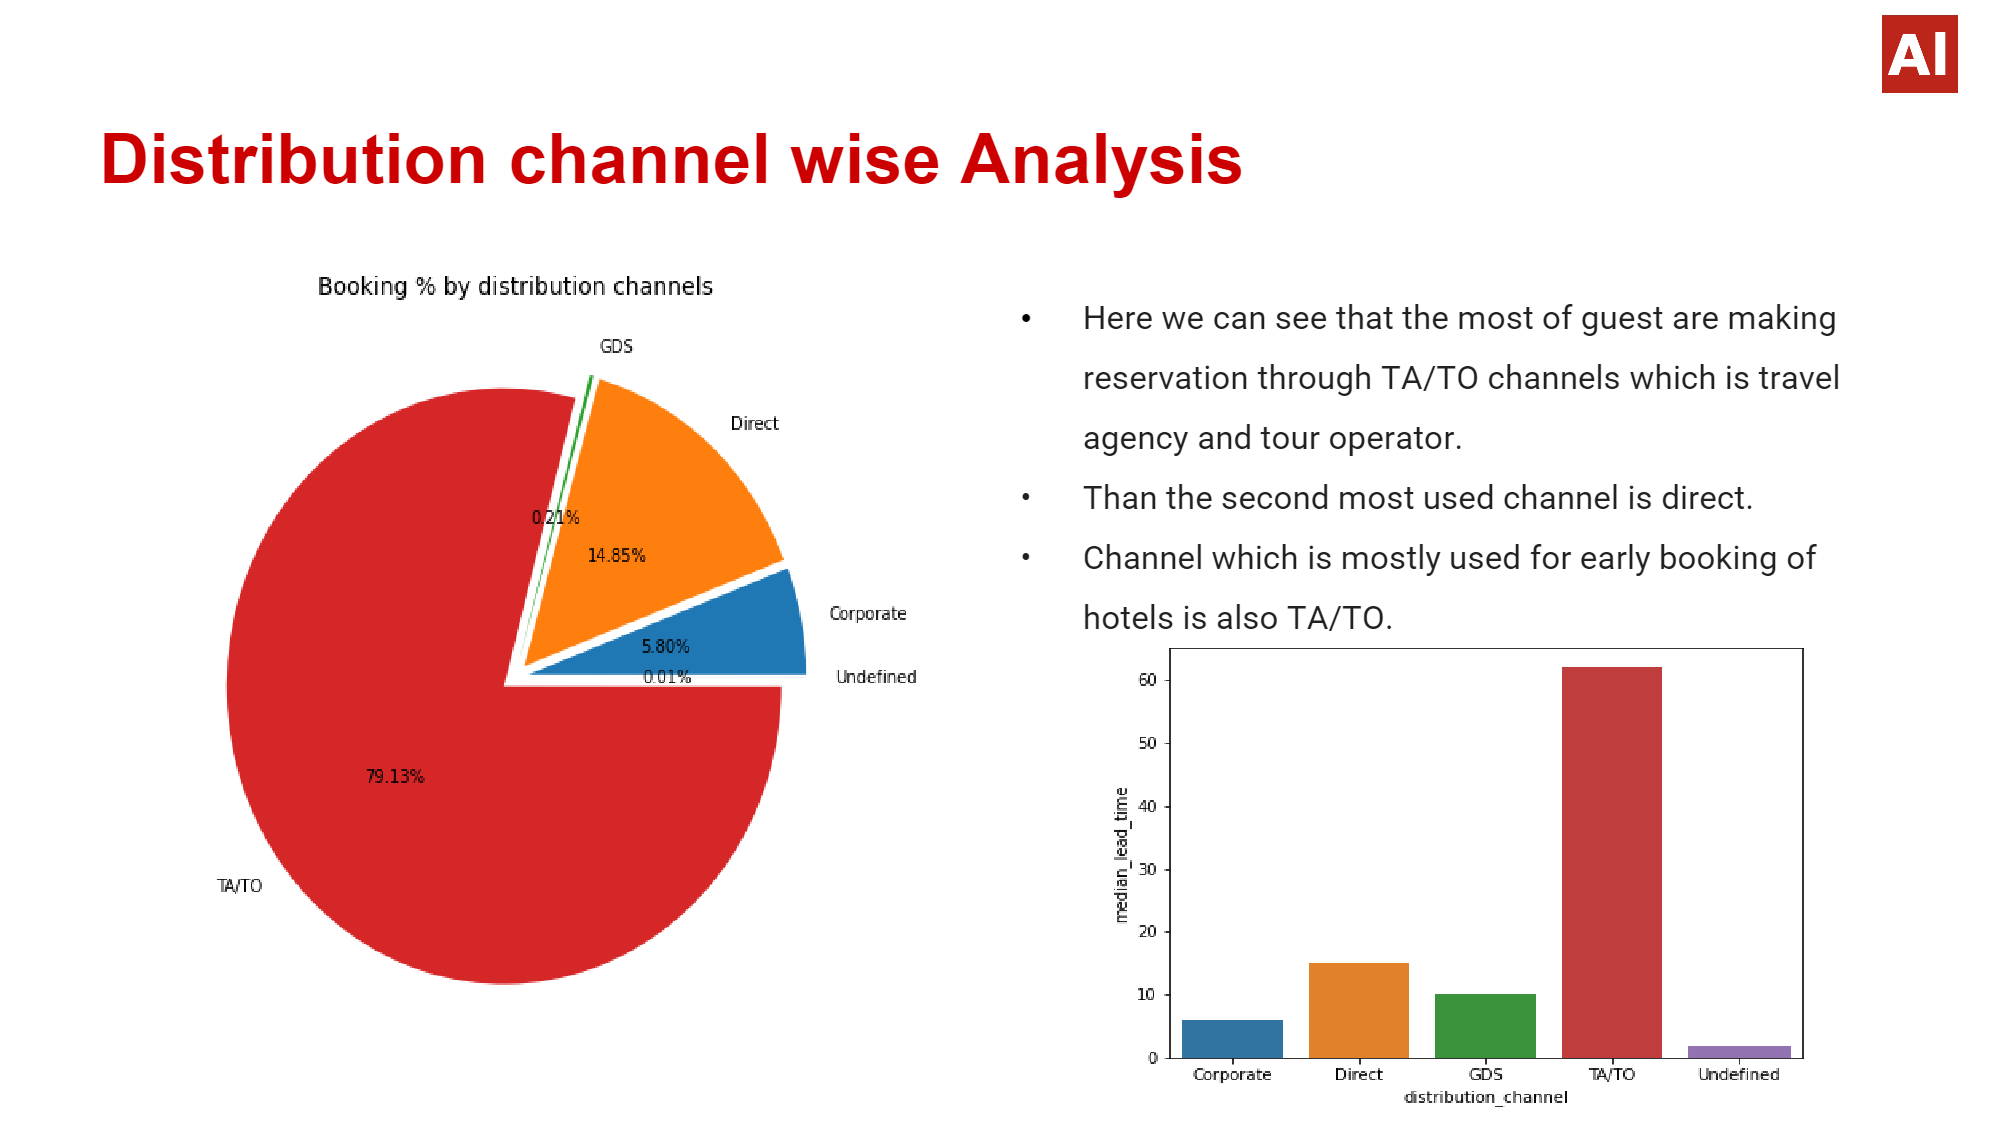 AI
Distribution channel wise Analysis
Booking % by distribution channels
GDS
Direct
0.21%
14.85%
Corporate
5.80%
0.01%
Undefined
79.13%
TA/TO
• Here we can see that the most of guest are making
reservation through TA/TO channels which is travel
agency and tour operator.
• Than the second most used channel is direct.
• Channel which is mostly used for early booking of
hotels is also TA/TO.
60
50
40
30
20
10
0
median_lead_time
Corporate Direct GDS TA/TO Undefined
distribution_channel